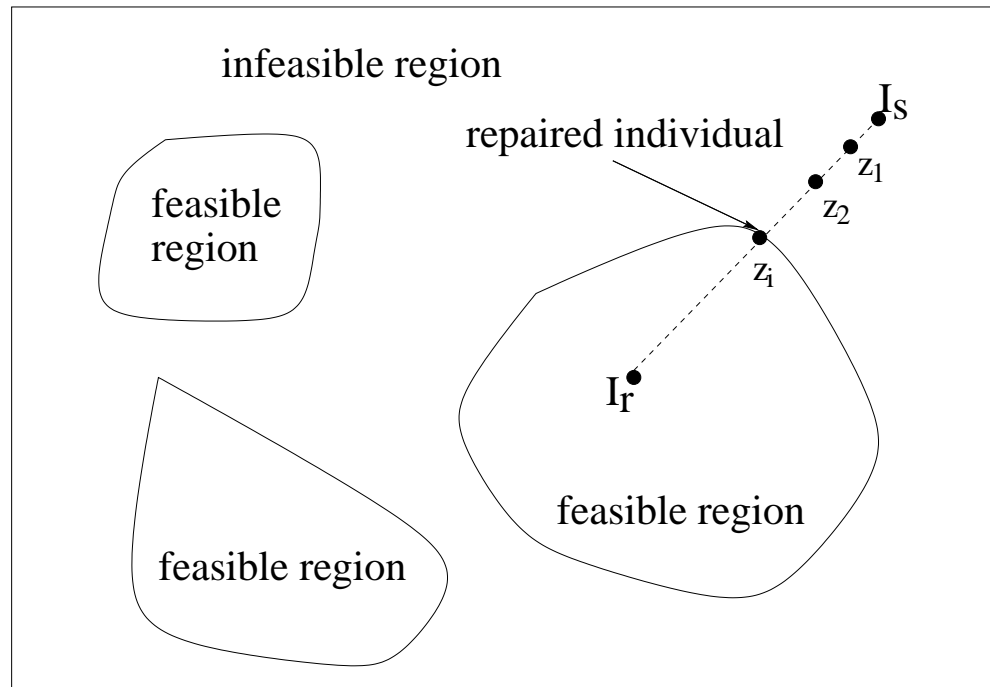 infeasible region
I_s
repaired individual
z_1
feasible
region
z_2
z_i
I_r
feasible region
feasible region